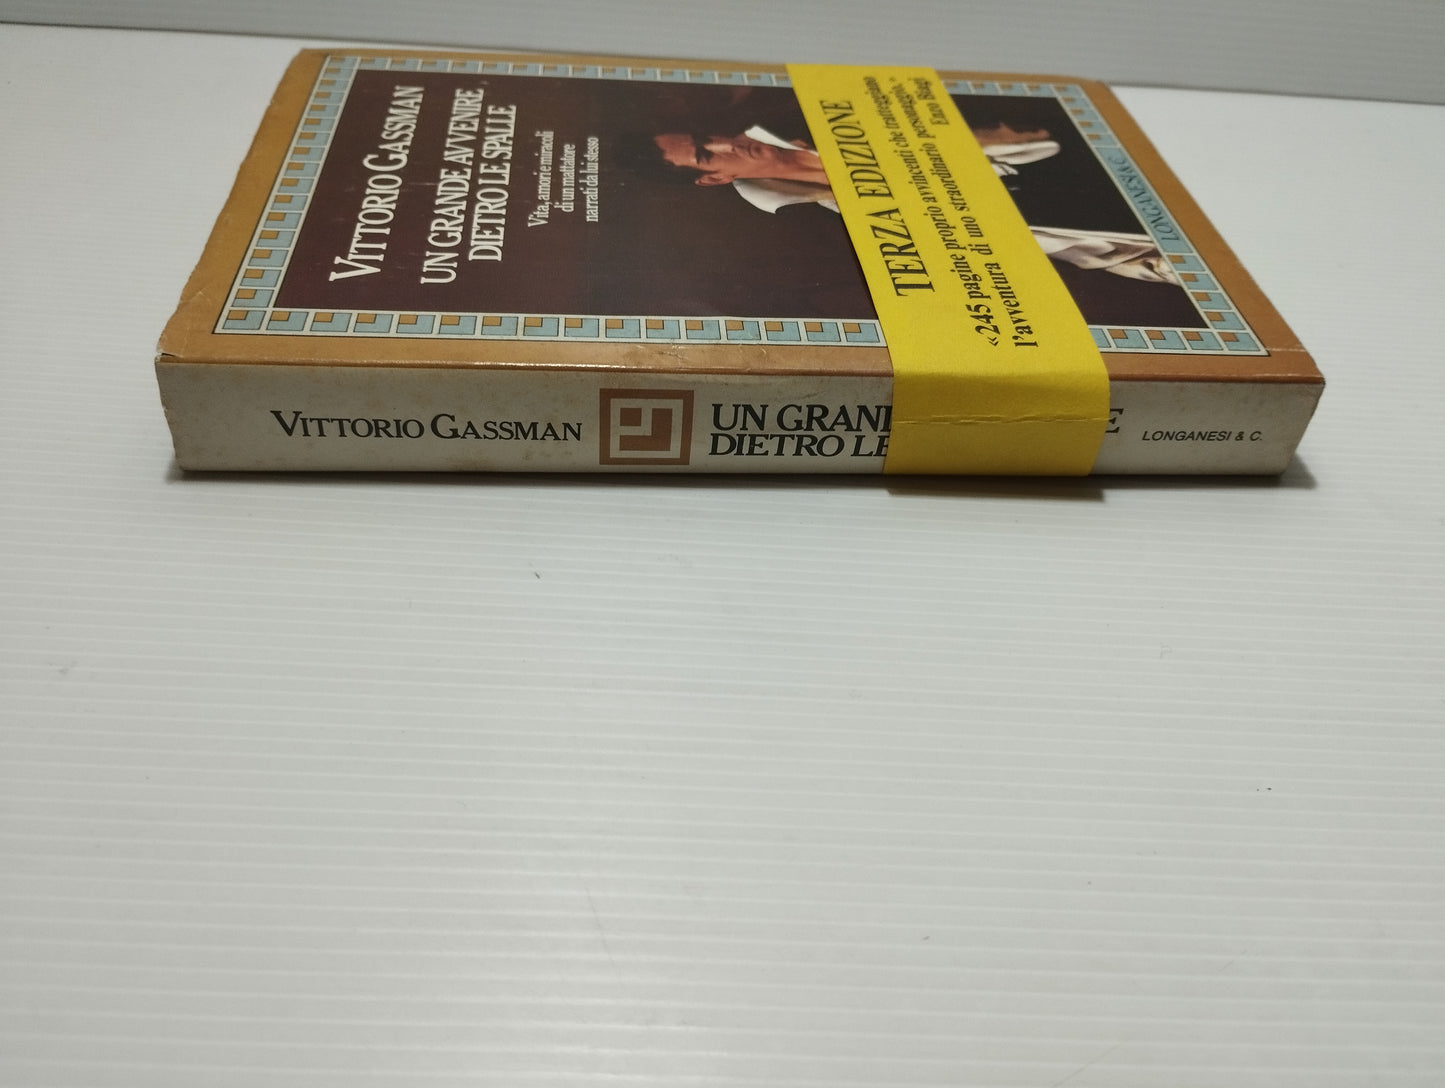 VITTORIO GASSMAN
UN GRANDE AVVENIRE
DIETRO LE SPALLE
Vita, amori e miracoli
di un mattatore
narrati da lui stesso
LONGANESI & C.
TERZA EDIZIONE
«245 pagine proprio avvincenti che tratteggiano
l'avventura di uno straordinario personaggio.»
Enzo Biagi
VITTORIO GASSMAN
UN GRAND E
DIETRO LE
LONGANESI & C.